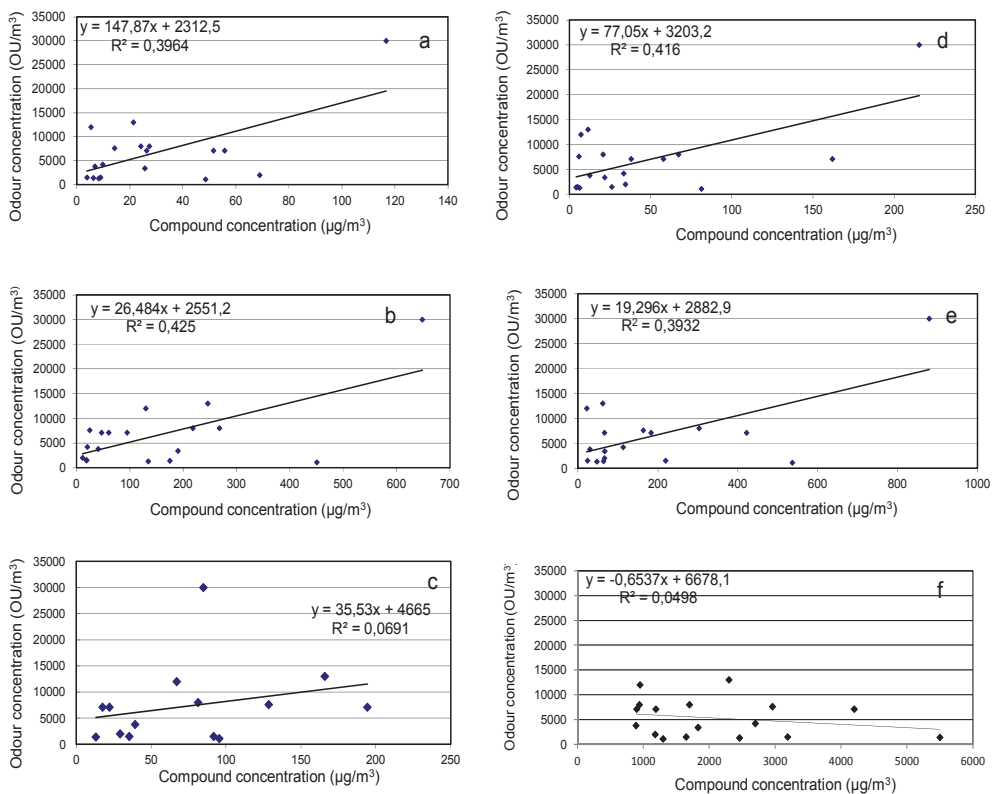 y = 147,87x + 2312,5
R² = 0,3964
a
Odour concentration (OU/m³)
35000
30000
25000
20000
15000
10000
5000
0
0 20 40 60 80 100 120 140
Compound concentration (µg/m³)
y = 77,05x + 3203,2
R² = 0,416
d
Odour concentration (OU/m³)
35000
30000
25000
20000
15000
10000
5000
0
0 50 100 150 200 250
Compound concentration (µg/m³)
y = 26,484x + 2551,2
R² = 0,425
b
Odour concentration (OU/m³)
35000
30000
25000
20000
15000
10000
5000
0
0 100 200 300 400 500 600 700
Compound concentration (µg/m³)
y = 19,296x + 2882,9
R² = 0,3932
e
Odour concentration (OU/m³)
35000
30000
25000
20000
15000
10000
5000
0
0 200 400 600 800 1000
Compound concentration (µg/m³)
c
y = 35,53x + 4665
R² = 0,0691
Odour concentration (OU/m³)
35000
30000
25000
20000
15000
10000
5000
0
0 50 100 150 200 250
Compound concentration (µg/m³)
y = -0,6537x + 6678,1
R² = 0,0498
f
Odour concentration (OU/m³
35000
30000
25000
20000
15000
10000
5000
0
0 1000 2000 3000 4000 5000 6000
Compound concentration (µg/m³)